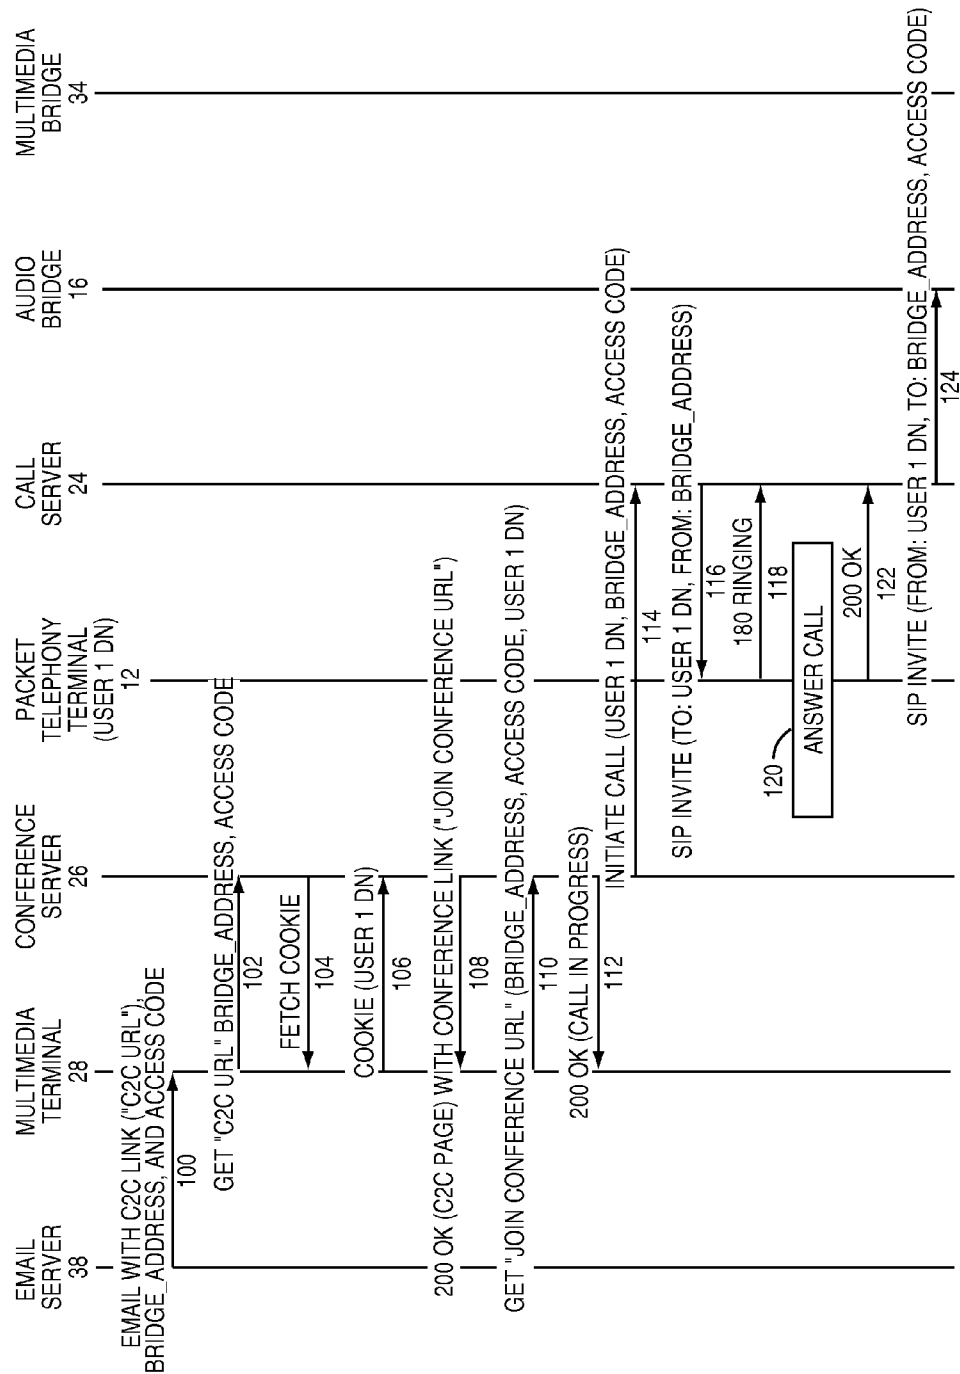 EMAIL
SERVER
38
MULTIMEDIA
TERMINAL
28
CONFERENCE
SERVER
26
PACKET
TELEPHONY
TERMINAL
(USER 1 DN)
12
CALL
SERVER
24
AUDIO
BRIDGE
16
MULTIMEDIA
BRIDGE
34
EMAIL WITH C2C LINK ("C2C URL"),
BRIDGE_ADDRESS, AND ACCESS CODE
100
GET "C2C URL" BRIDGE_ADDRESS, ACCESS CODE
102
FETCH COOKIE
104
COOKIE (USER 1 DN)
106
200 OK (C2C PAGE) WITH CONFERENCE LINK ("JOIN CONFERENCE URL")
108
GET "JOIN CONFERENCE URL" (BRIDGE_ADDRESS, ACCESS CODE, USER 1 DN)
110
200 OK (CALL IN PROGRESS)
112
INITIATE CALL (USER 1 DN, BRIDGE_ADDRESS, ACCESS CODE)
114
SIP INVITE (TO: USER 1 DN, FROM: BRIDGE_ADDRESS)
116
180 RINGING
118
120
ANSWER CALL
200 OK
122
SIP INVITE (FROM: USER 1 DN, TO: BRIDGE_ADDRESS, ACCESS CODE)
124